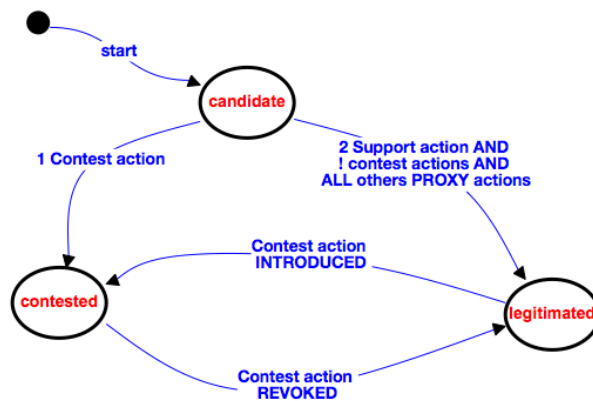 start
candidate
1 Contest action
2 Support action AND
! contest actions AND
ALL others PROXY actions
Contest action
INTRODUCED
contested
legitimated
Contest action
REVOKED